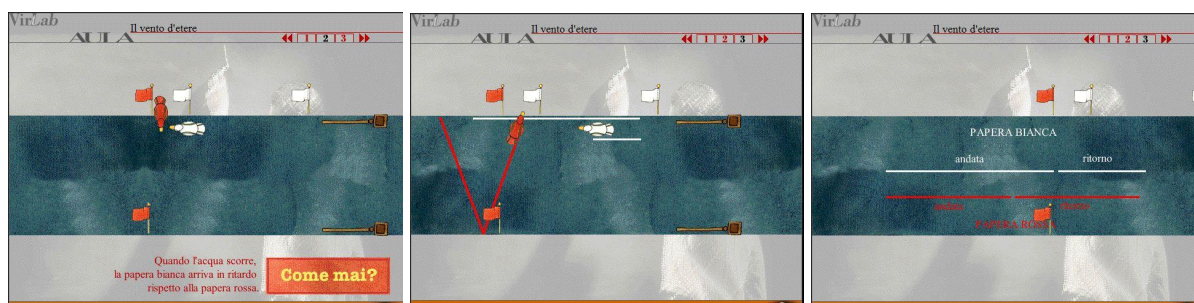 VirLab
Il vento d'etere
AULA
1 2 3
Quando l'acqua scorre,
la papera bianca arriva in ritardo
rispetto alla papera rossa.
Come mai?
VirLab
Il vento d'etere
AULA
1 2 3
VirLab
Il vento d'etere
AULA
1 2 3
PAPERA BIANCA
andata
ritorno
andata
PAPERA ROSSA